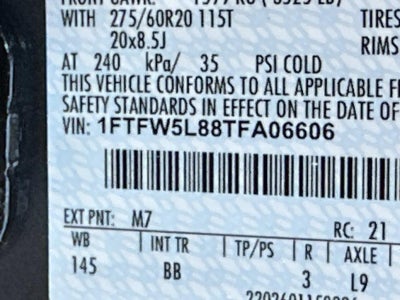 WITH 275/60R20 115T TIRES
20x8.5J RIMS
AT 240 kPa/ 35 PSI COLD
THIS VEHICLE CONFORMS TO ALL APPLICABLE
SAFETY STANDARDS IN EFFECT ON THE DATE OF
VIN: 1FTFW5L88TFA06606
EXT PNT: M7 RC: 21
WB INT TR TP/PS R AXLE
145 BB 3 L9